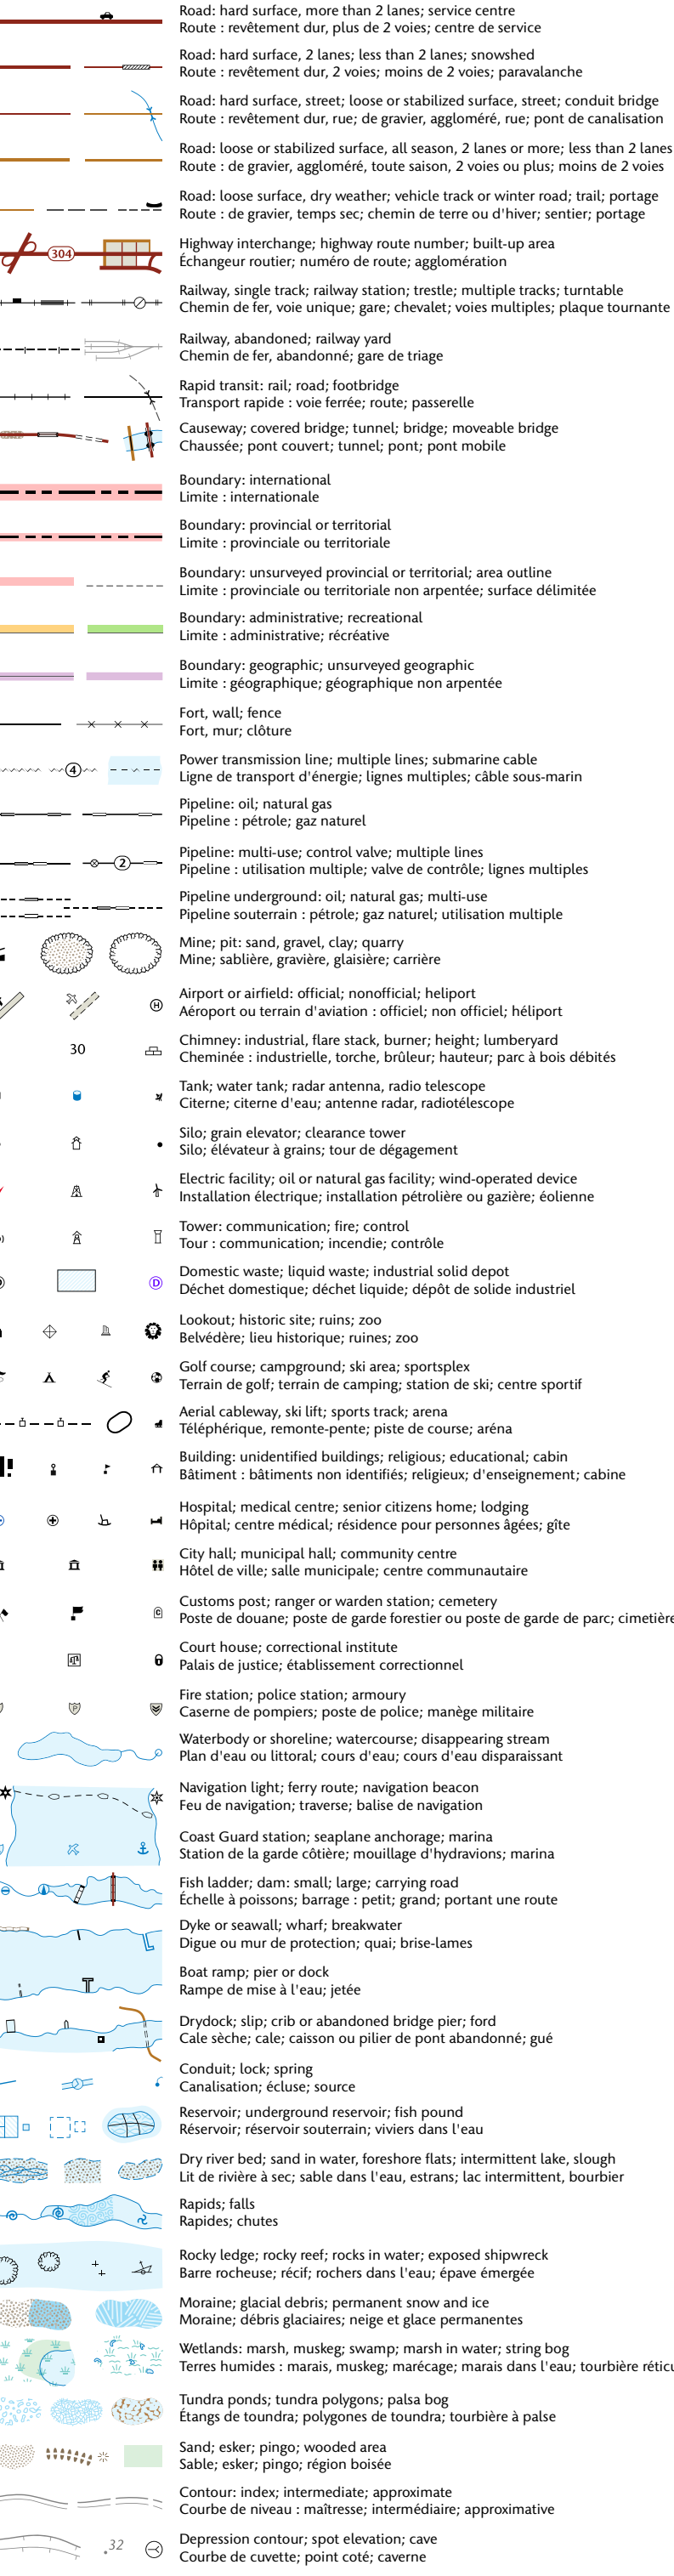 Road: hard surface, more than 2 lanes; service centre
Route : revêtement dur, plus de 2 voies; centre de service
Road: hard surface, 2 lanes; less than 2 lanes; snowshed
Route : revêtement dur, 2 voies; moins de 2 voies; paravalanche
Road: hard surface, street; loose or stabilized surface, street; conduit bridge
Route : revêtement dur, rue; de gravier, aggloméré, rue; pont de canalisation
Road: loose or stabilized surface, all season, 2 lanes or more; less than 2 lanes
Route : de gravier, aggloméré, toute saison, 2 voies ou plus; moins de 2 voies
Road: loose surface, dry weather; vehicle track or winter road; trail; portage
Route : de gravier, temps sec; chemin de terre ou d'hiver; sentier; portage
304
Highway interchange; highway route number; built-up area
Échangeur routier; numéro de route; agglomération
Railway, single track; railway station; trestle; multiple tracks; turntable
Chemin de fer, voie unique; gare; chevalet; voies multiples; plaque tournante
Railway, abandoned; railway yard
Chemin de fer, abandonné; gare de triage
Rapid transit: rail; road; footbridge
Transport rapide : voie ferrée; route; passerelle
Causeway; covered bridge; tunnel; bridge; moveable bridge
Chaussée; pont couvert; tunnel; pont; pont mobile
Boundary: international
Limite : internationale
Boundary: provincial or territorial
Limite : provinciale ou territoriale
Boundary: unsurveyed provincial or territorial; area outline
Limite : provinciale ou territoriale non arpentée; surface délimitée
Boundary: administrative; recreational
Limite : administrative; récréative
Boundary: geographic; unsurveyed geographic
Limite : géographique; géographique non arpentée
Fort, wall; fence
Fort, mur; clôture
4
Power transmission line; multiple lines; submarine cable
Ligne de transport d'énergie; lignes multiples; câble sous-marin
Pipeline: oil; natural gas
Pipeline : pétrole; gaz naturel
2
Pipeline: multi-use; control valve; multiple lines
Pipeline : utilisation multiple; valve de contrôle; lignes multiples
Pipeline underground: oil; natural gas; multi-use
Pipeline souterrain : pétrole; gaz naturel; utilisation multiple
Mine; pit: sand, gravel, clay; quarry
Mine; sablière, gravière, glaisière; carrière
H
Airport or airfield: official; nonofficial; heliport
Aéroport ou terrain d'aviation : officiel; non officiel; héliport
30
Chimney: industrial, flare stack, burner; height; lumberyard
Cheminée : industrielle, torche, brûleur; hauteur; parc à bois débités
Tank; water tank; radar antenna, radio telescope
Citerne; citerne d'eau; antenne radar, radiotélescope
Silo; grain elevator; clearance tower
Silo; élévateur à grains; tour de dégagement
Electric facility; oil or natural gas facility; wind-operated device
Installation électrique; installation pétrolière ou gazière; éolienne
Tower: communication; fire; control
Tour : communication; incendie; contrôle
D
Domestic waste; liquid waste; industrial solid depot
Déchet domestique; déchet liquide; dépôt de solide industriel
Lookout; historic site; ruins; zoo
Belvédère; lieu historique; ruines; zoo
Golf course; campground; ski area; sportsplex
Terrain de golf; terrain de camping; station de ski; centre sportif
Aerial cableway, ski lift; sports track; arena
Téléphérique, remonte-pente; piste de course; aréna
Building: unidentified buildings; religious; educational; cabin
Bâtiment : bâtiments non identifiés; religieux; d'enseignement; cabine
Hospital; medical centre; senior citizens home; lodging
Hôpital; centre médical; résidence pour personnes âgées; gîte
City hall; municipal hall; community centre
Hôtel de ville; salle municipale; centre communautaire
C
Customs post; ranger or warden station; cemetery
Poste de douane; poste de garde forestier ou poste de garde de parc; cimetière
Court house; correctional institute
Palais de justice; établissement correctionnel
P
Fire station; police station; armoury
Caserne de pompiers; poste de police; manège militaire
Waterbody or shoreline; watercourse; disappearing stream
Plan d'eau ou littoral; cours d'eau; cours d'eau disparaissant
Navigation light; ferry route; navigation beacon
Feu de navigation; traverse; balise de navigation
Coast Guard station; seaplane anchorage; marina
Station de la garde côtière; mouillage d'hydravions; marina
Fish ladder; dam: small; large; carrying road
Échelle à poissons; barrage : petit; grand; portant une route
Dyke or seawall; wharf; breakwater
Digue ou mur de protection; quai; brise-lames
Boat ramp; pier or dock
Rampe de mise à l'eau; jetée
Drydock; slip; crib or abandoned bridge pier; ford
Cale sèche; cale; caisson ou pilier de pont abandonné; gué
Conduit; lock; spring
Canalisation; écluse; source
Reservoir; underground reservoir; fish pound
Réservoir; réservoir souterrain; viviers dans l'eau
Dry river bed; sand in water, foreshore flats; intermittent lake, slough
Lit de rivière à sec; sable dans l'eau, estrans; lac intermittent, bourbier
Rapids; falls
Rapides; chutes
Rocky ledge; rocky reef; rocks in water; exposed shipwreck
Barre rocheuse; récif; rochers dans l'eau; épave émergée
Moraine; glacial debris; permanent snow and ice
Moraine; débris glaciaires; neige et glace permanentes
Wetlands: marsh, muskeg; swamp; marsh in water; string bog
Terres humides : marais, muskeg; marécage; marais dans l'eau; tourbière réticu
Tundra ponds; tundra polygons; palsa bog
Étangs de toundra; polygones de toundra; tourbière à palse
Sand; esker; pingo; wooded area
Sable; esker; pingo; région boisée
Contour: index; intermediate; approximate
Courbe de niveau : maîtresse; intermédiaire; approximative
.32
Depression contour; spot elevation; cave
Courbe de cuvette; point coté; caverne